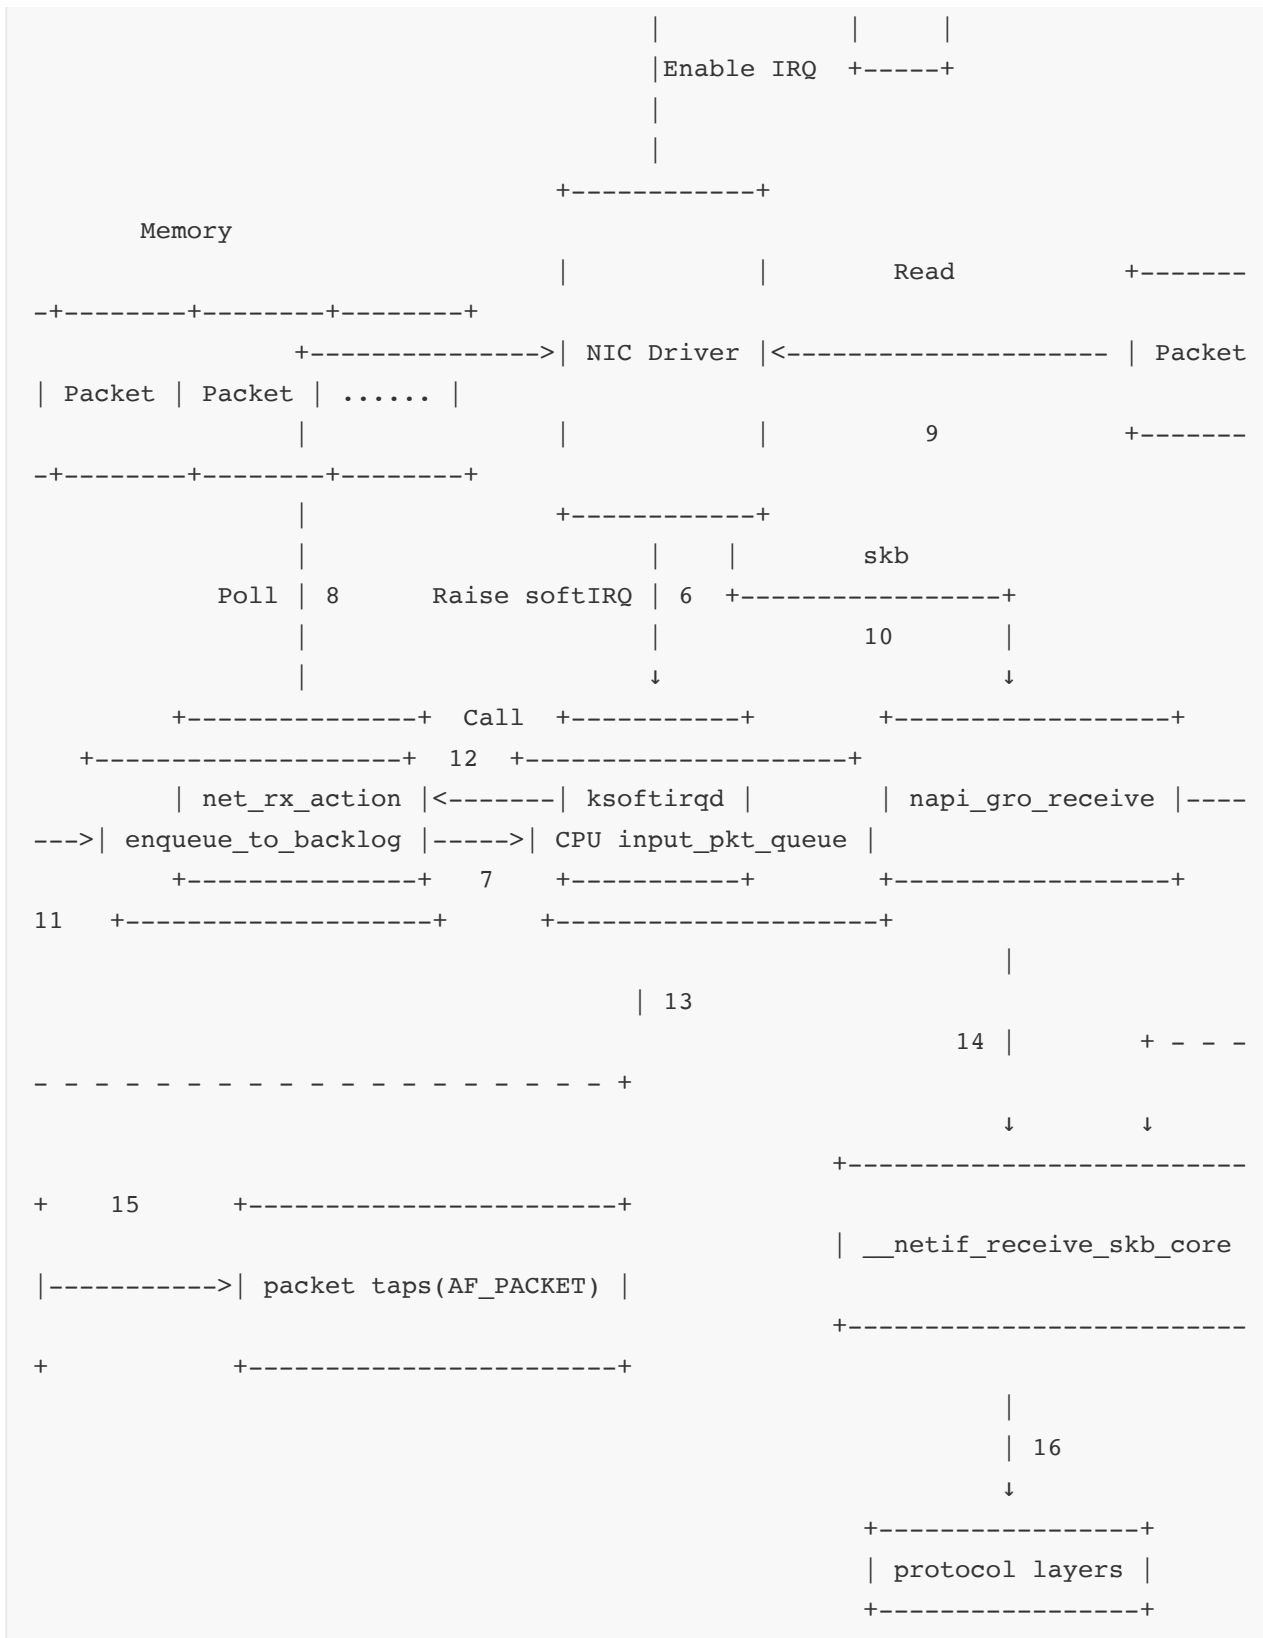 |            |     |
                                         |Enable IRQ  +-----+
                                         |
                                         |
                                   +------------+
       Memory
                                   |            |        Read           +-------
-+--------+--------+--------+
                 +--------------->| NIC Driver |<--------------------- | Packet
| Packet | Packet | ...... |
                 |                |            |          9            +-------
-+--------+--------+--------+
                 |                +------------+
                 |                      |    |        skb
            Poll | 8      Raise softIRQ | 6  +-----------------+
                 |                      |             10       |
                 |                      ↓                      ↓
         +---------------+  Call  +-----------+        +------------------+
   +--------------------+  12  +---------------------+
         | net_rx_action |<-------| ksoftirqd |        | napi_gro_receive |----
--->| enqueue_to_backlog |----->| CPU input_pkt_queue |
         +---------------+   7    +-----------+        +------------------+
11    +--------------------+      +---------------------+
                                                               |
                                       | 13
                                                            14 |        + - - -
- - - - - - - - - - - - - - - - - - - +
                                                               ↓        ↓
                                                    +--------------------------
+    15      +------------------------+
                                                    | __netif_receive_skb_core
|----------->| packet taps(AF_PACKET) |
                                                    +--------------------------
+            +------------------------+
                                                               |
                                                               | 16
                                                               ↓
                                                      +-----------------+
                                                      | protocol layers |
                                                      +-----------------+